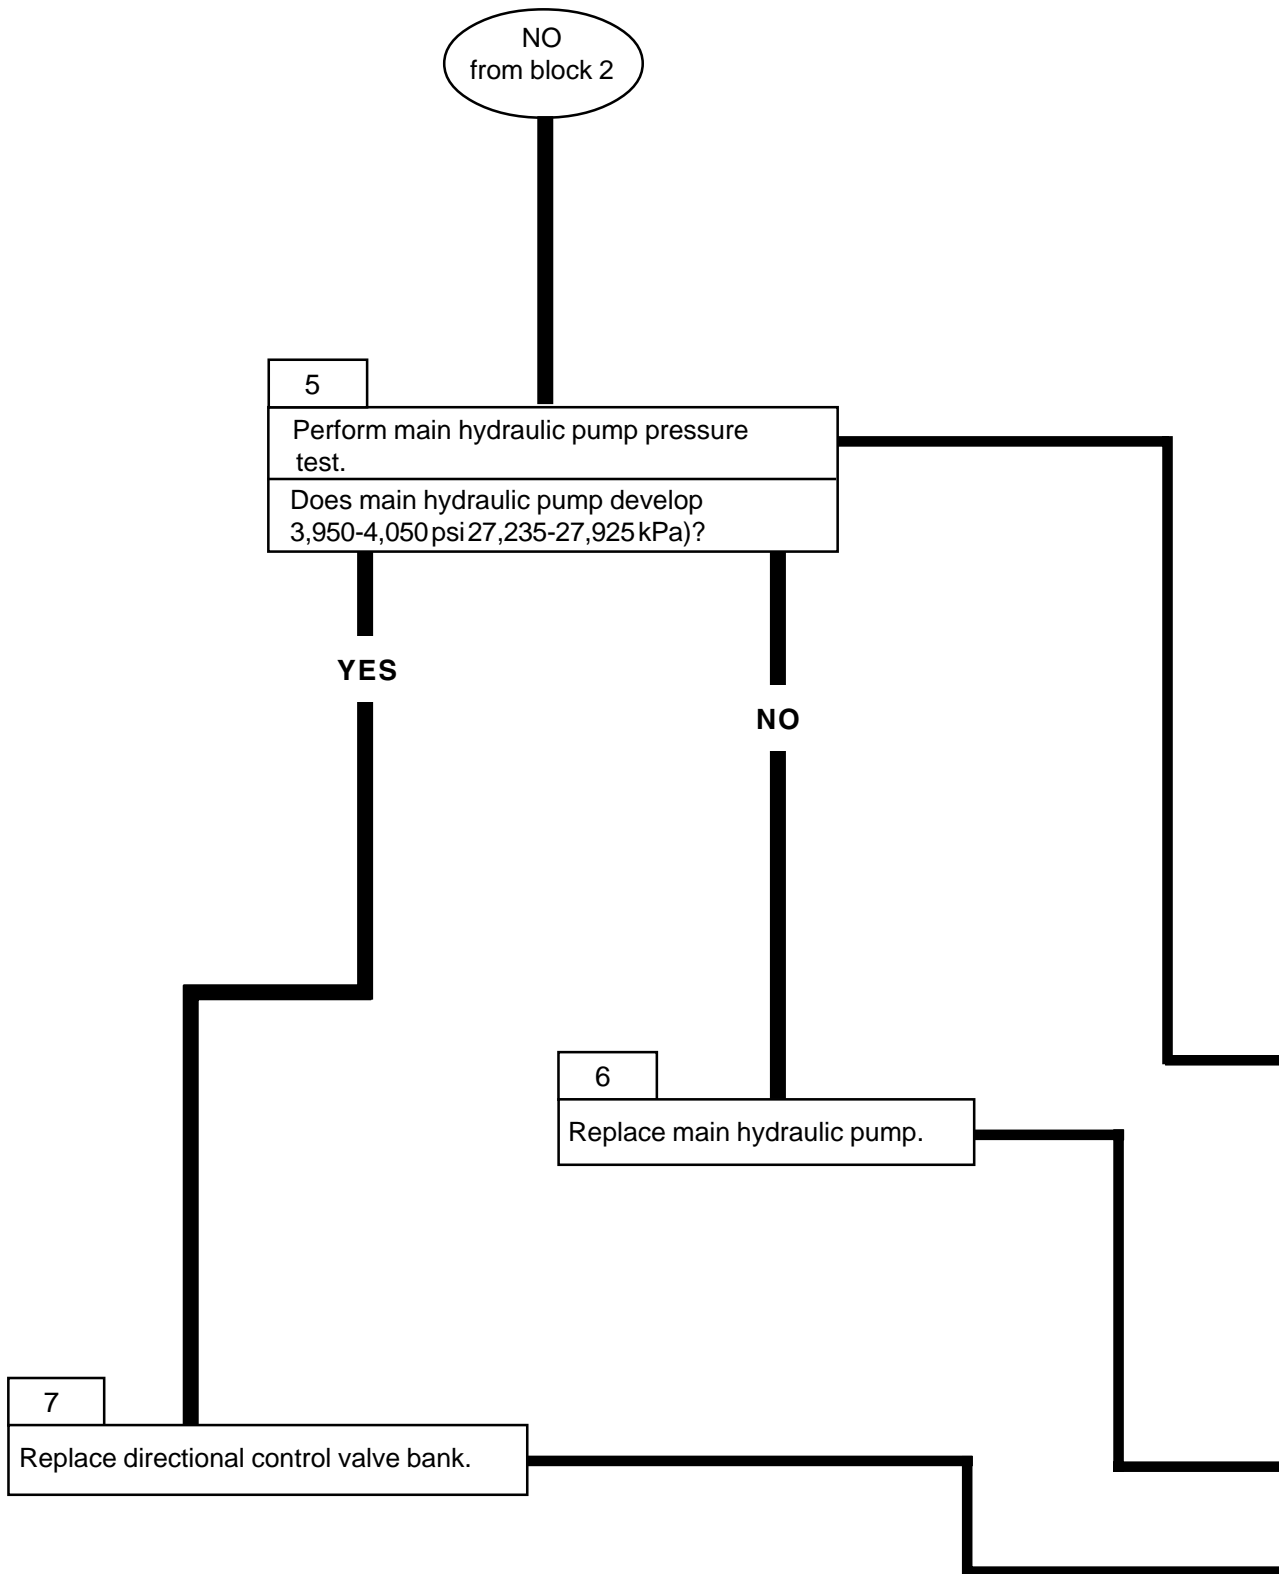 NO
from block 2
5
Perform main hydraulic pump pressure
test.
Does main hydraulic pump develop
3,950-4,050 psi 27,235-27,925 kPa)?
YES
NO
6
Replace main hydraulic pump.
7
Replace directional control valve bank.